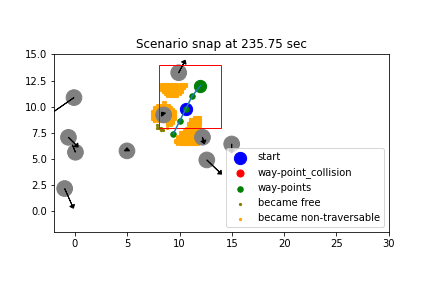 Scenario snap at 235.75 sec
15.0
12.5
10.0
7.5
5.0
2.5
0.0
0 5 10 15 20 25 30
start
way-point_collision
way-points
became free
became non-traversable